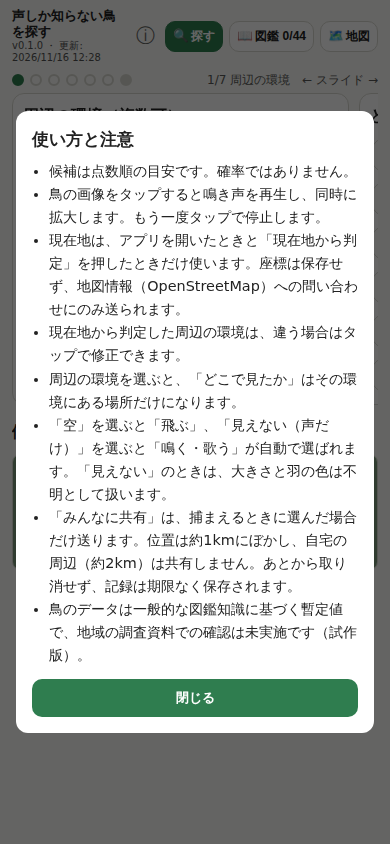 声しか知らない鳥
を探す
v0.1.0 · 更新:
2026/11/16 12:28
ⓘ
🔍 探す
📖 図鑑 0/44
🗺️ 地図
1/7 周辺の環境 ← スライド →
使い方と注意
• 候補は点数順の目安です。確率ではありません。
• 鳥の画像をタップすると鳴き声を再生し、同時に
拡大します。もう一度タップで停止します。
• 現在地は、アプリを開いたときと「現在地から判
定」を押したときだけ使います。座標は保存せ
ず、地図情報（OpenStreetMap）への問い合わ
せにのみ送られます。
• 現在地から判定した周辺の環境は、違う場合はタ
ップで修正できます。
• 周辺の環境を選ぶと、「どこで見たか」はその環
境にある場所だけになります。
• 「空」を選ぶと「飛ぶ」、「見えない（声だ
け）」を選ぶと「鳴く・歌う」が自動で選ばれま
す。「見えない」のときは、大きさと羽の色は不
明として扱います。
• 「みんなに共有」は、捕まえるときに選んだ場合
だけ送ります。位置は約1kmにぼかし、自宅の
周辺（約2km）は共有しません。あとから取り
消せず、記録は期限なく保存されます。
• 鳥のデータは一般的な図鑑知識に基づく暫定値
で、地域の調査資料での確認は未実施です（試作
版）。
閉じる